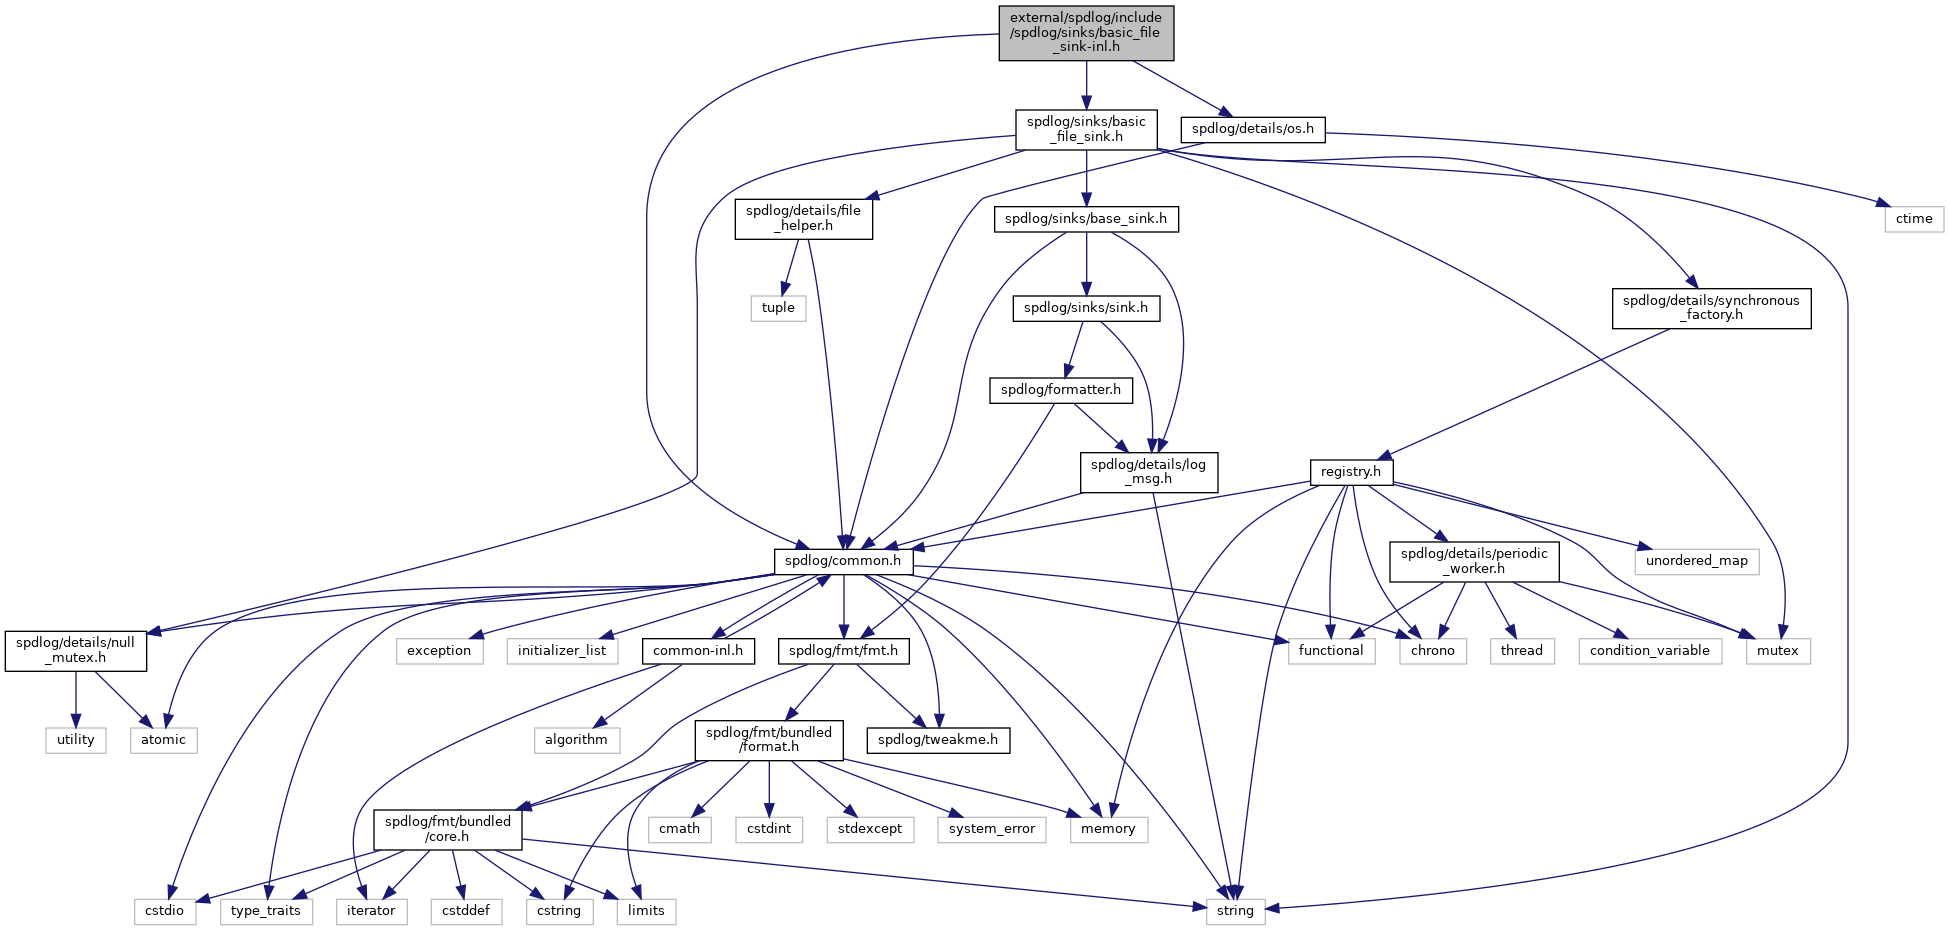 external/spdlog/include
/spdlog/sinks/basic_file
_sink-inl.h
spdlog/sinks/basic
_file_sink.h
spdlog/details/os.h
spdlog/details/file
_helper.h
spdlog/sinks/base_sink.h
ctime
tuple
spdlog/sinks/sink.h
spdlog/details/synchronous
_factory.h
spdlog/formatter.h
spdlog/details/log
_msg.h
registry.h
spdlog/common.h
spdlog/details/periodic
_worker.h
unordered_map
spdlog/details/null
_mutex.h
exception
initializer_list
common-inl.h
spdlog/fmt/fmt.h
functional
chrono
thread
condition_variable
mutex
utility
atomic
algorithm
spdlog/fmt/bundled
/format.h
spdlog/tweakme.h
spdlog/fmt/bundled
/core.h
cmath
cstdint
stdexcept
system_error
memory
cstdio
type_traits
iterator
cstddef
cstring
limits
string